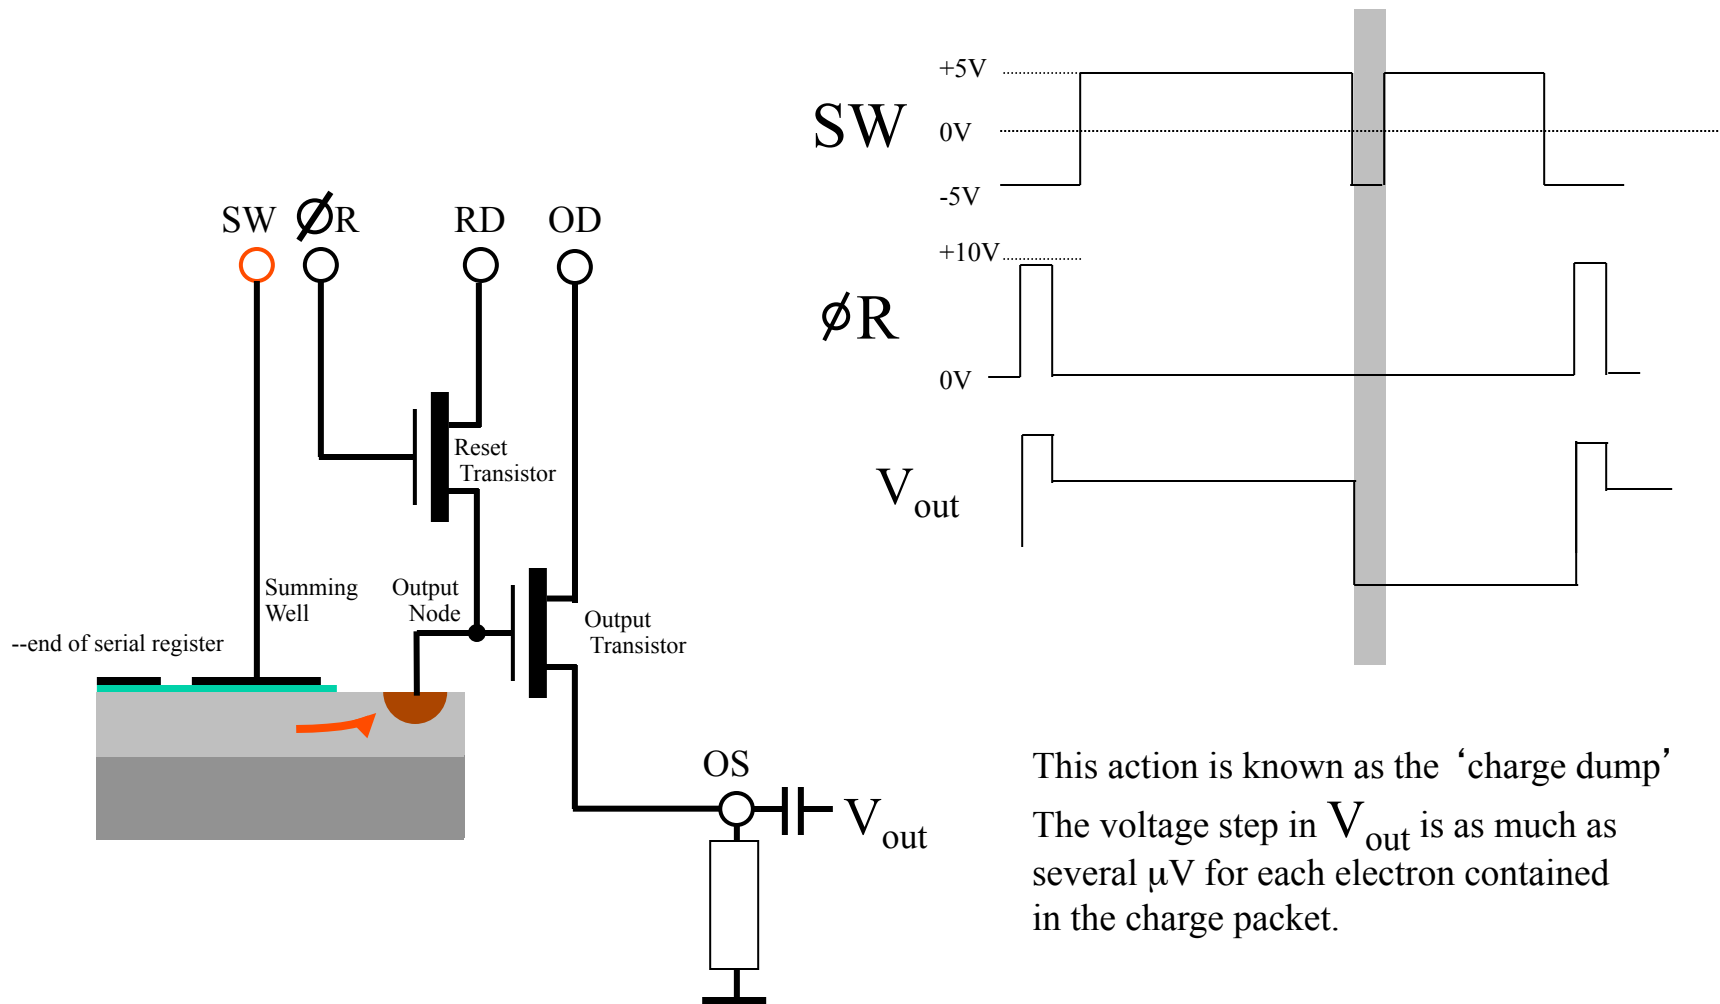 SW
∅R
RD
OD
Reset
Transistor
Summing
Well
Output
Node
Output
Transistor
--end of serial register
OS
Vout
SW
+5V
0V
-5V
∅R
+10V
0V
Vout
This action is known as the ‘charge dump’
The voltage step in Vout is as much as
several μV for each electron contained
in the charge packet.